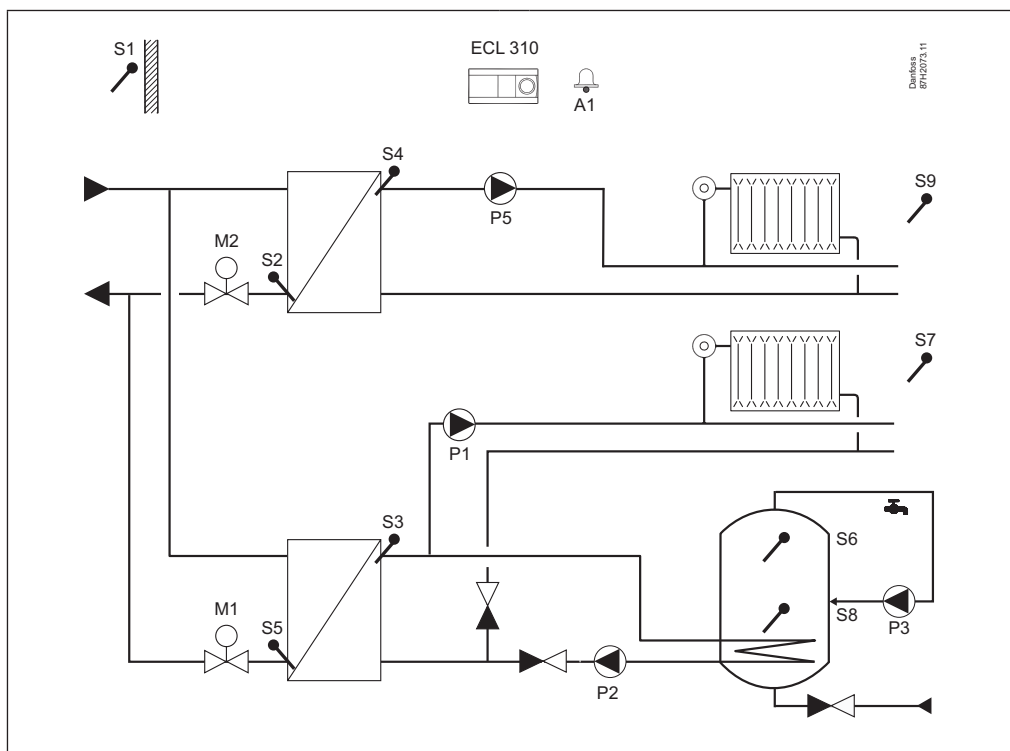 S1
ECL 310
A1
Danfoss
87H2073.11
S4
P5
S9
M2
S2
S7
P1
S3
S6
M1
S5
S8
P3
P2